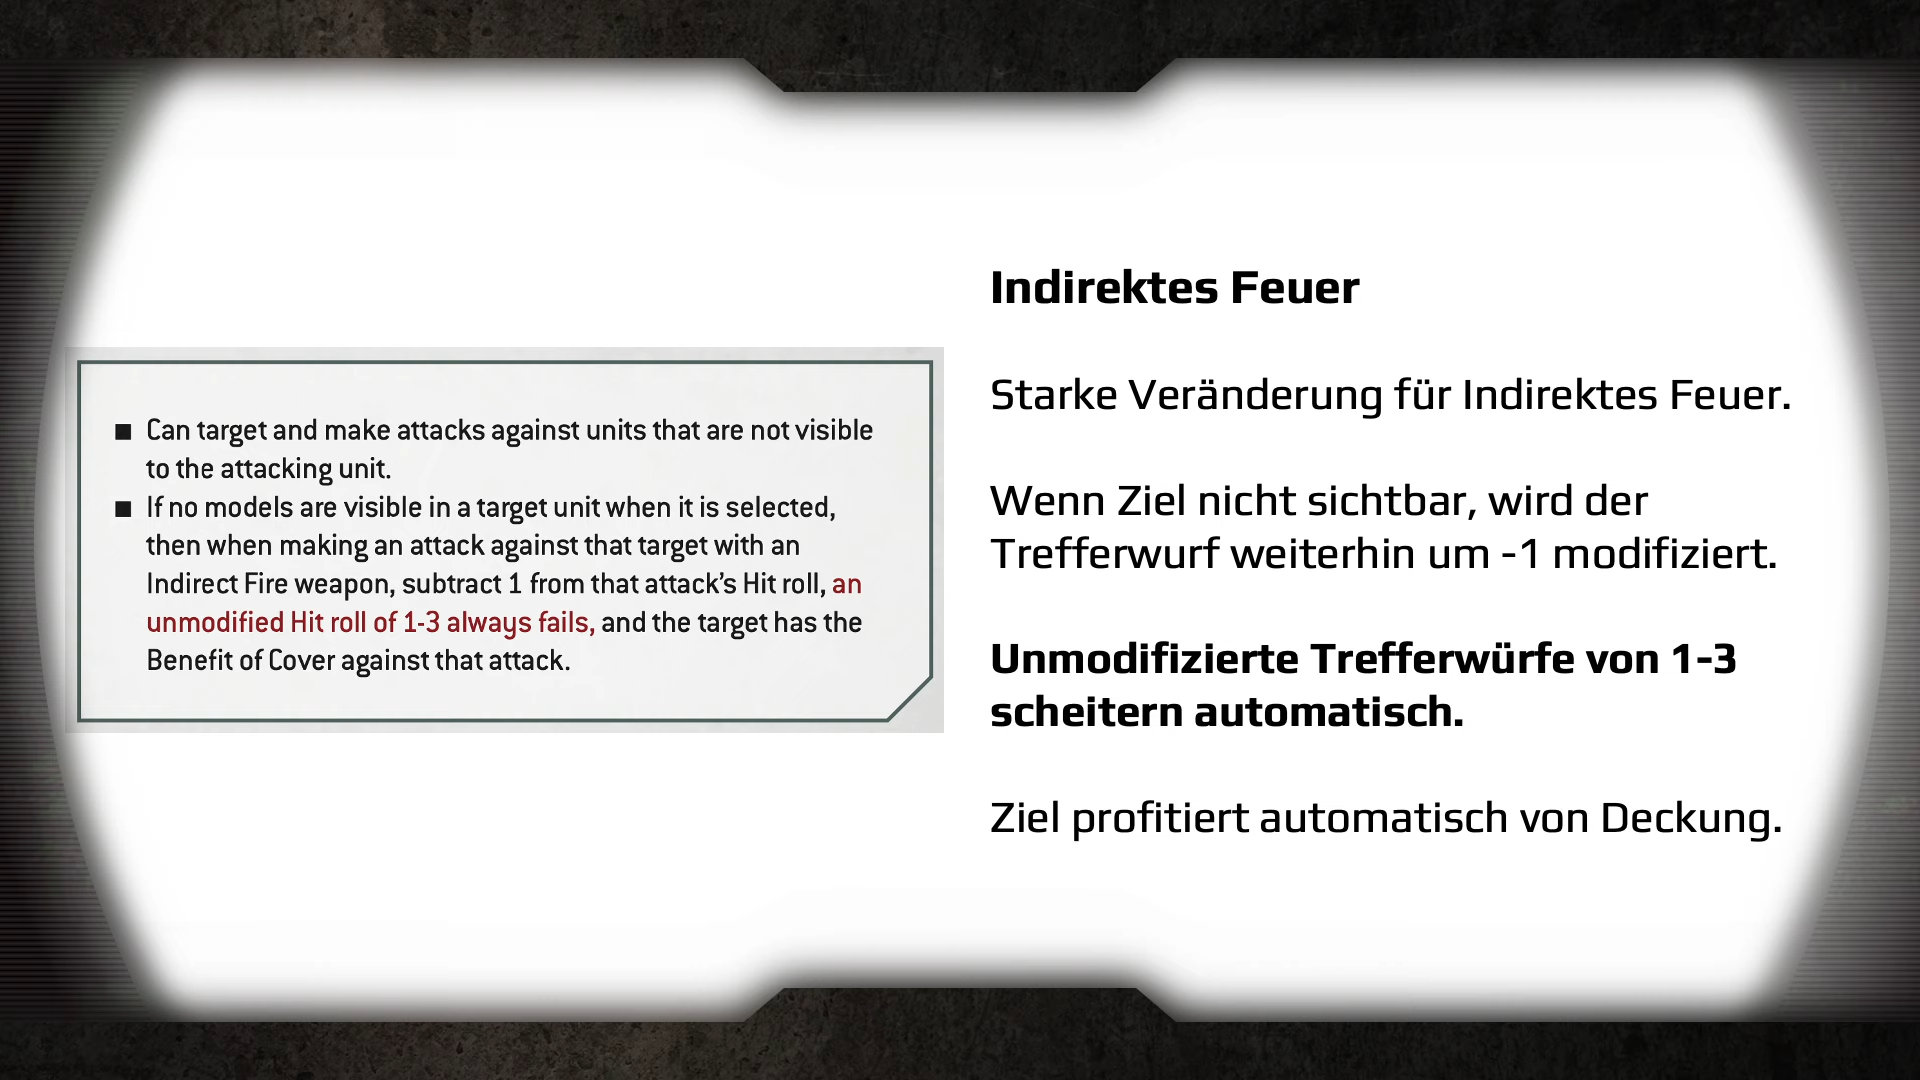 ■ Can target and make attacks against units that are not visible
to the attacking unit.
■ If no models are visible in a target unit when it is selected,
then when making an attack against that target with an
Indirect Fire weapon, subtract 1 from that attack’s Hit roll, an
unmodified Hit roll of 1-3 always fails, and the target has the
Benefit of Cover against that attack.
Indirektes Feuer
Starke Veränderung für Indirektes Feuer.
Wenn Ziel nicht sichtbar, wird der
Trefferwurf weiterhin um -1 modifiziert.
Unmodifizierte Trefferwürfe von 1-3
scheitern automatisch.
Ziel profitiert automatisch von Deckung.